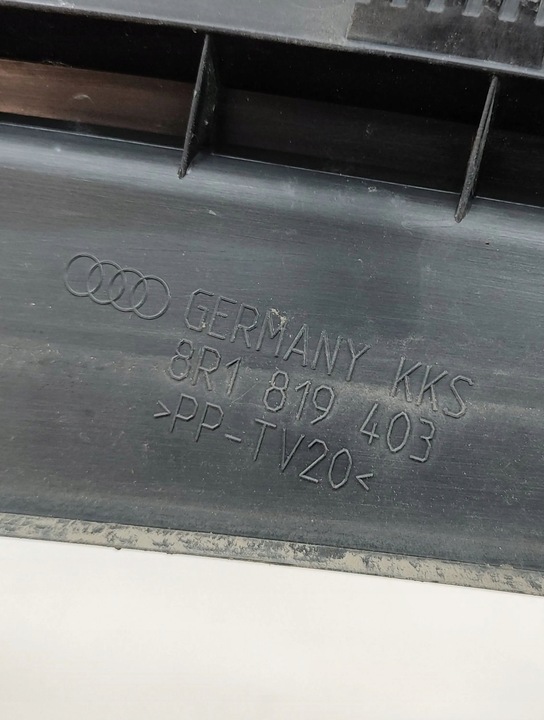 GERMANY KKS
8R1 819 403
>PP-TV20<